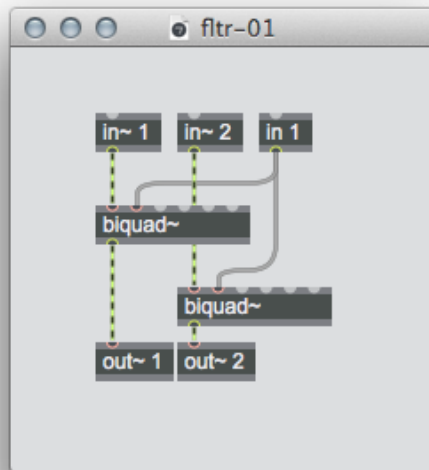 fltr-01
in~ 1 in~ 2 in 1
biquad~
biquad~
out~ 1 out~ 2